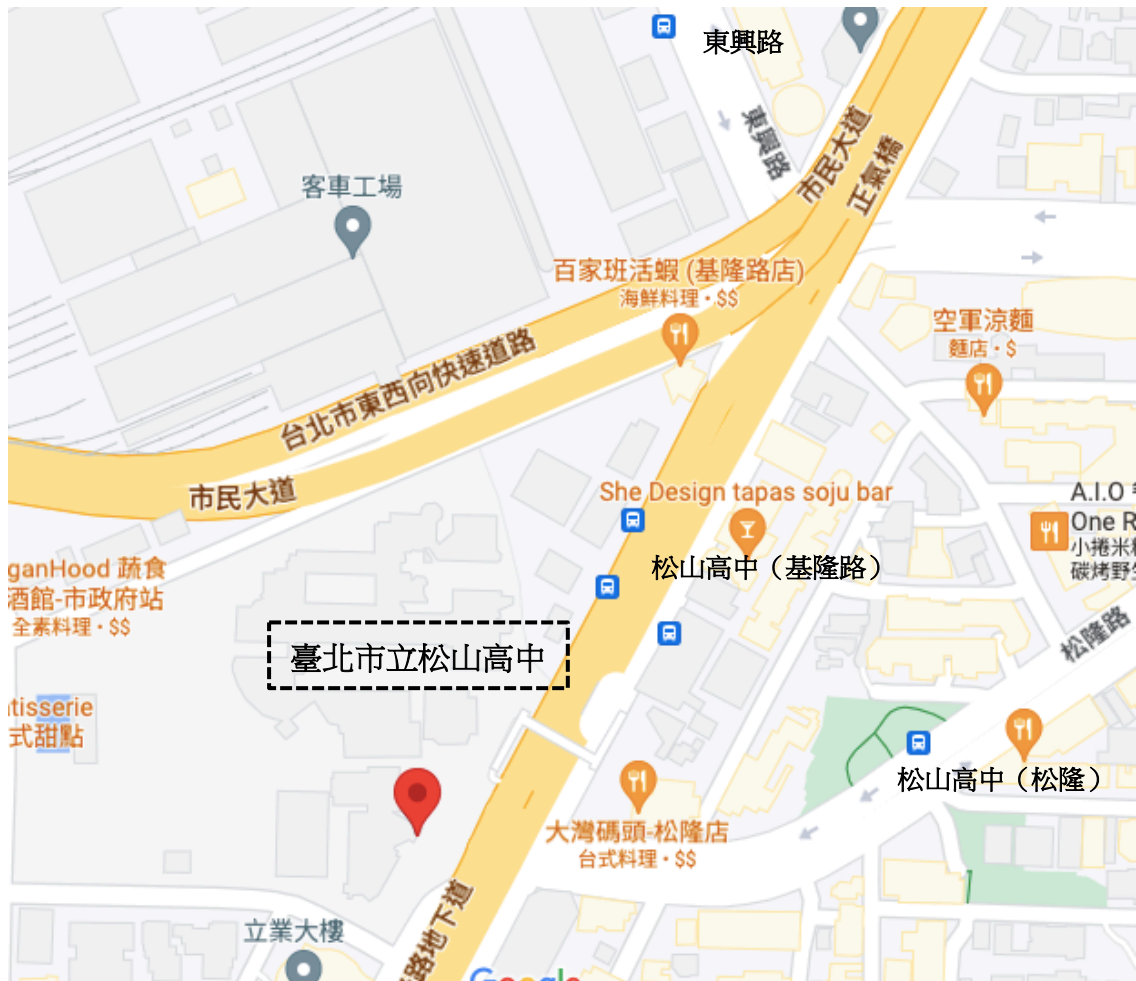 東興路
東興路
市民大道
正氣橋
客車工場
百家班活蝦 (基隆路店)
海鮮料理・$$
空軍涼麵
麵店・$
台北市東西向快速道路
市民大道
She Design tapas soju bar
A.I.O
One R
小捲米
碳烤野
松山高中（基隆路）
ganHood 蔬食
酒館-市政府站
全素料理・$$
松隆路
臺北市立松山高中
tisserie
式甜點
松山高中（松隆）
大灣碼頭-松隆店
台式料理・$$
路地下道
立業大樓
Google